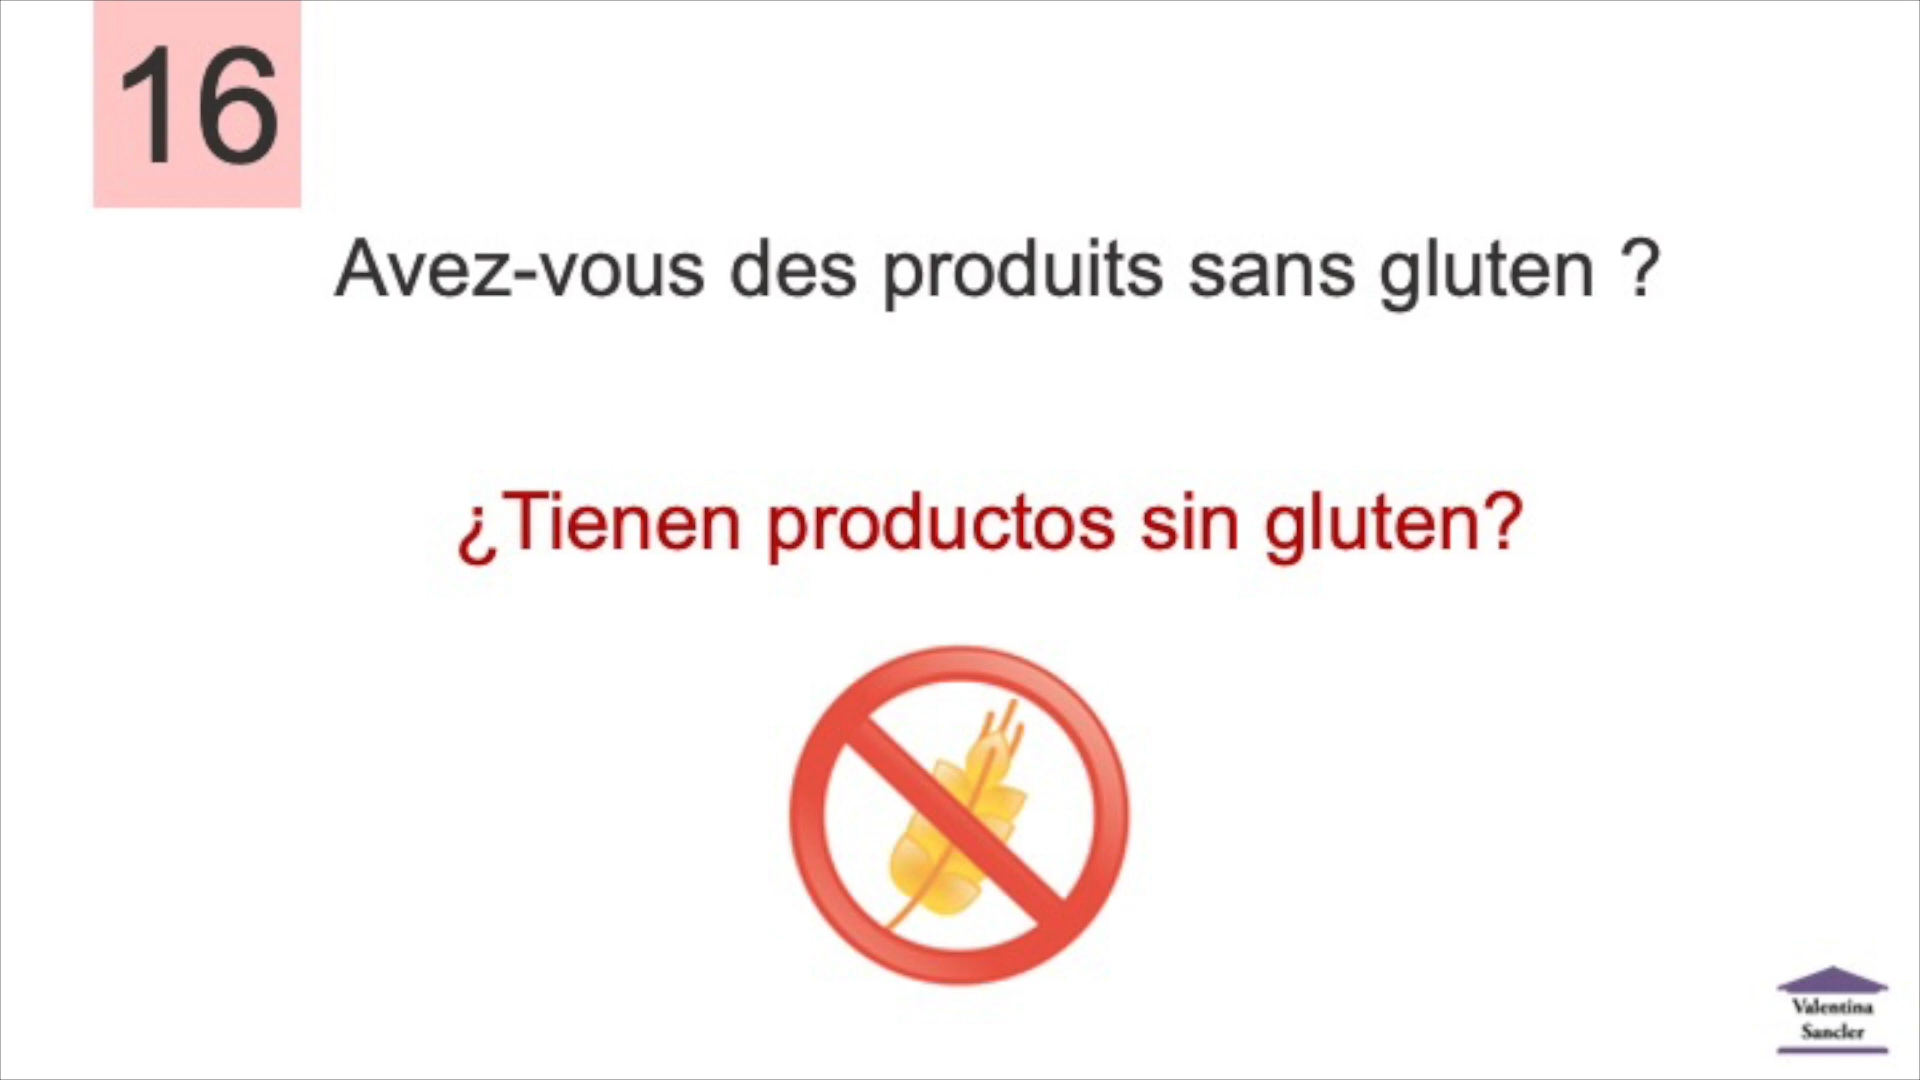 16
Avez-vous des produits sans gluten ?
¿Tienen productos sin gluten?
Valentina
Sancler